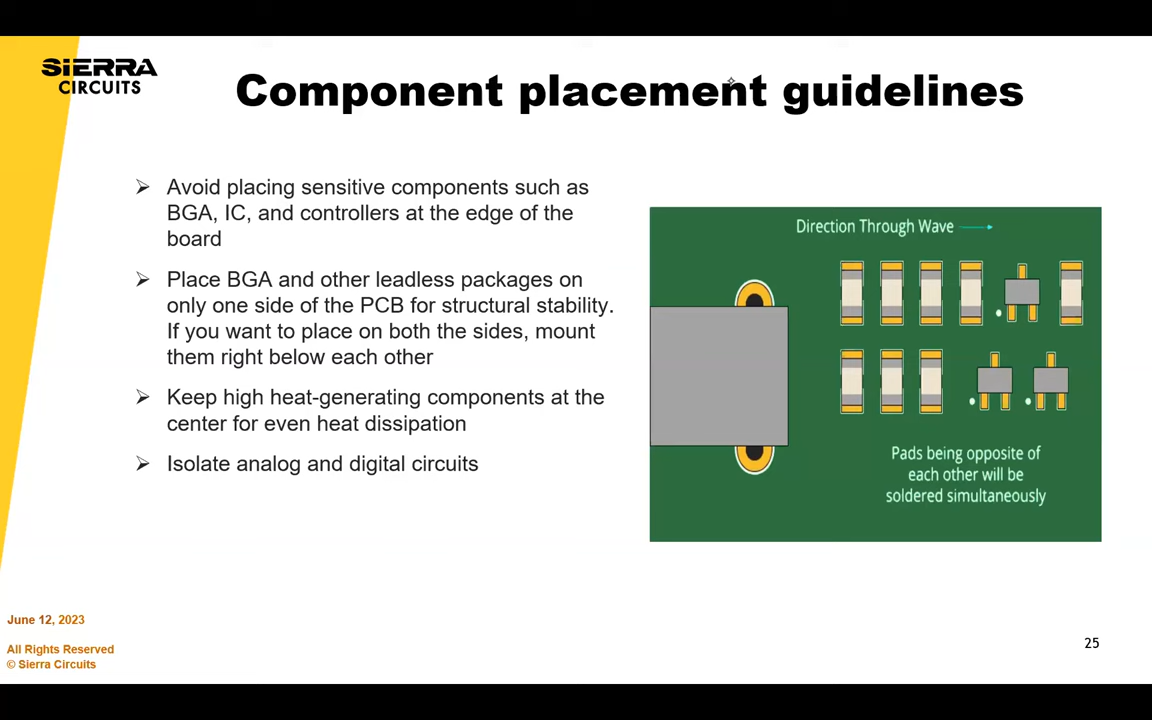 SIERRA
CIRCUITS
Component placement guidelines
Avoid placing sensitive components such as
BGA, IC, and controllers at the edge of the
board
Place BGA and other leadless packages on
only one side of the PCB for structural stability.
If you want to place on both the sides, mount
them right below each other
Keep high heat-generating components at the
center for even heat dissipation
Isolate analog and digital circuits
Direction Through Wave
Pads being opposite of
each other will be
soldered simultaneously
June 12, 2023
All Rights Reserved
© Sierra Circuits
25